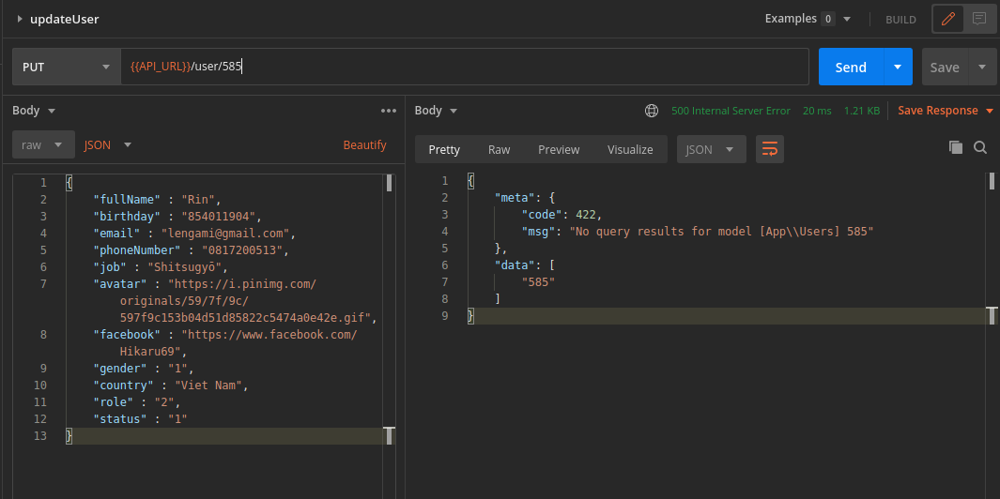 updateUser
Examples 0
BUILD
PUT
{{API_URL}}/user/585
Send
Save
Body
raw
JSON
Beautify
1 {
2 "fullName" : "Rin",
3 "birthday" : "854011904",
4 "email" : "lengami@gmail.com",
5 "phoneNumber" : "0817200513",
6 "job" : "Shitsugyō",
7 "avatar" : "https://i.pinimg.com/
originals/59/7f/9c/
597f9c153b04d51d85822c5474a0e42e.gif",
8 "facebook" : "https://www.facebook.com/
Hikaru69",
9 "gender" : "1",
10 "country" : "Viet Nam",
11 "role" : "2",
12 "status" : "1"
13 }
Body
500 Internal Server Error 20 ms 1.21 KB
Save Response
Pretty Raw Preview Visualize
JSON
1 {
2 "meta": {
3 "code": 422,
4 "msg": "No query results for model [App\\Users] 585"
5 },
6 "data": [
7 "585"
8 ]
9 }